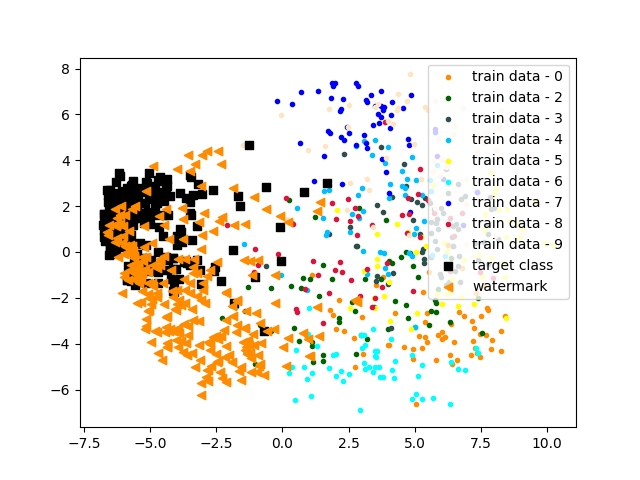 8
6
4
2
0
−2
−4
−6
−7.5
−5.0
−2.5
0.0
2.5
5.0
7.5
10.0
train data - 0
train data - 2
train data - 3
train data - 4
train data - 5
train data - 6
train data - 7
train data - 8
train data - 9
target class
watermark